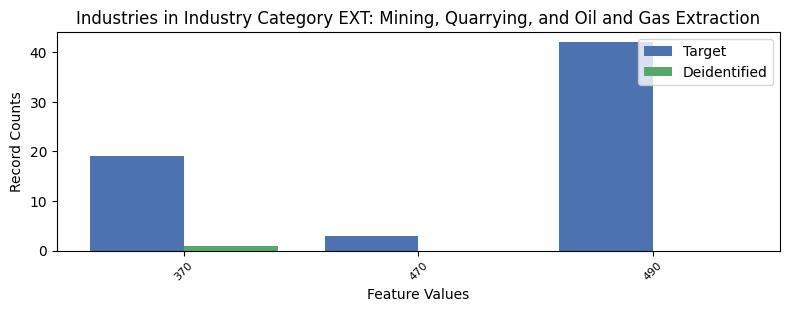 Industries in Industry Category EXT: Mining, Quarrying, and Oil and Gas Extraction
Target
Deidentified
Record Counts
40
30
20
10
0
370
470
490
Feature Values